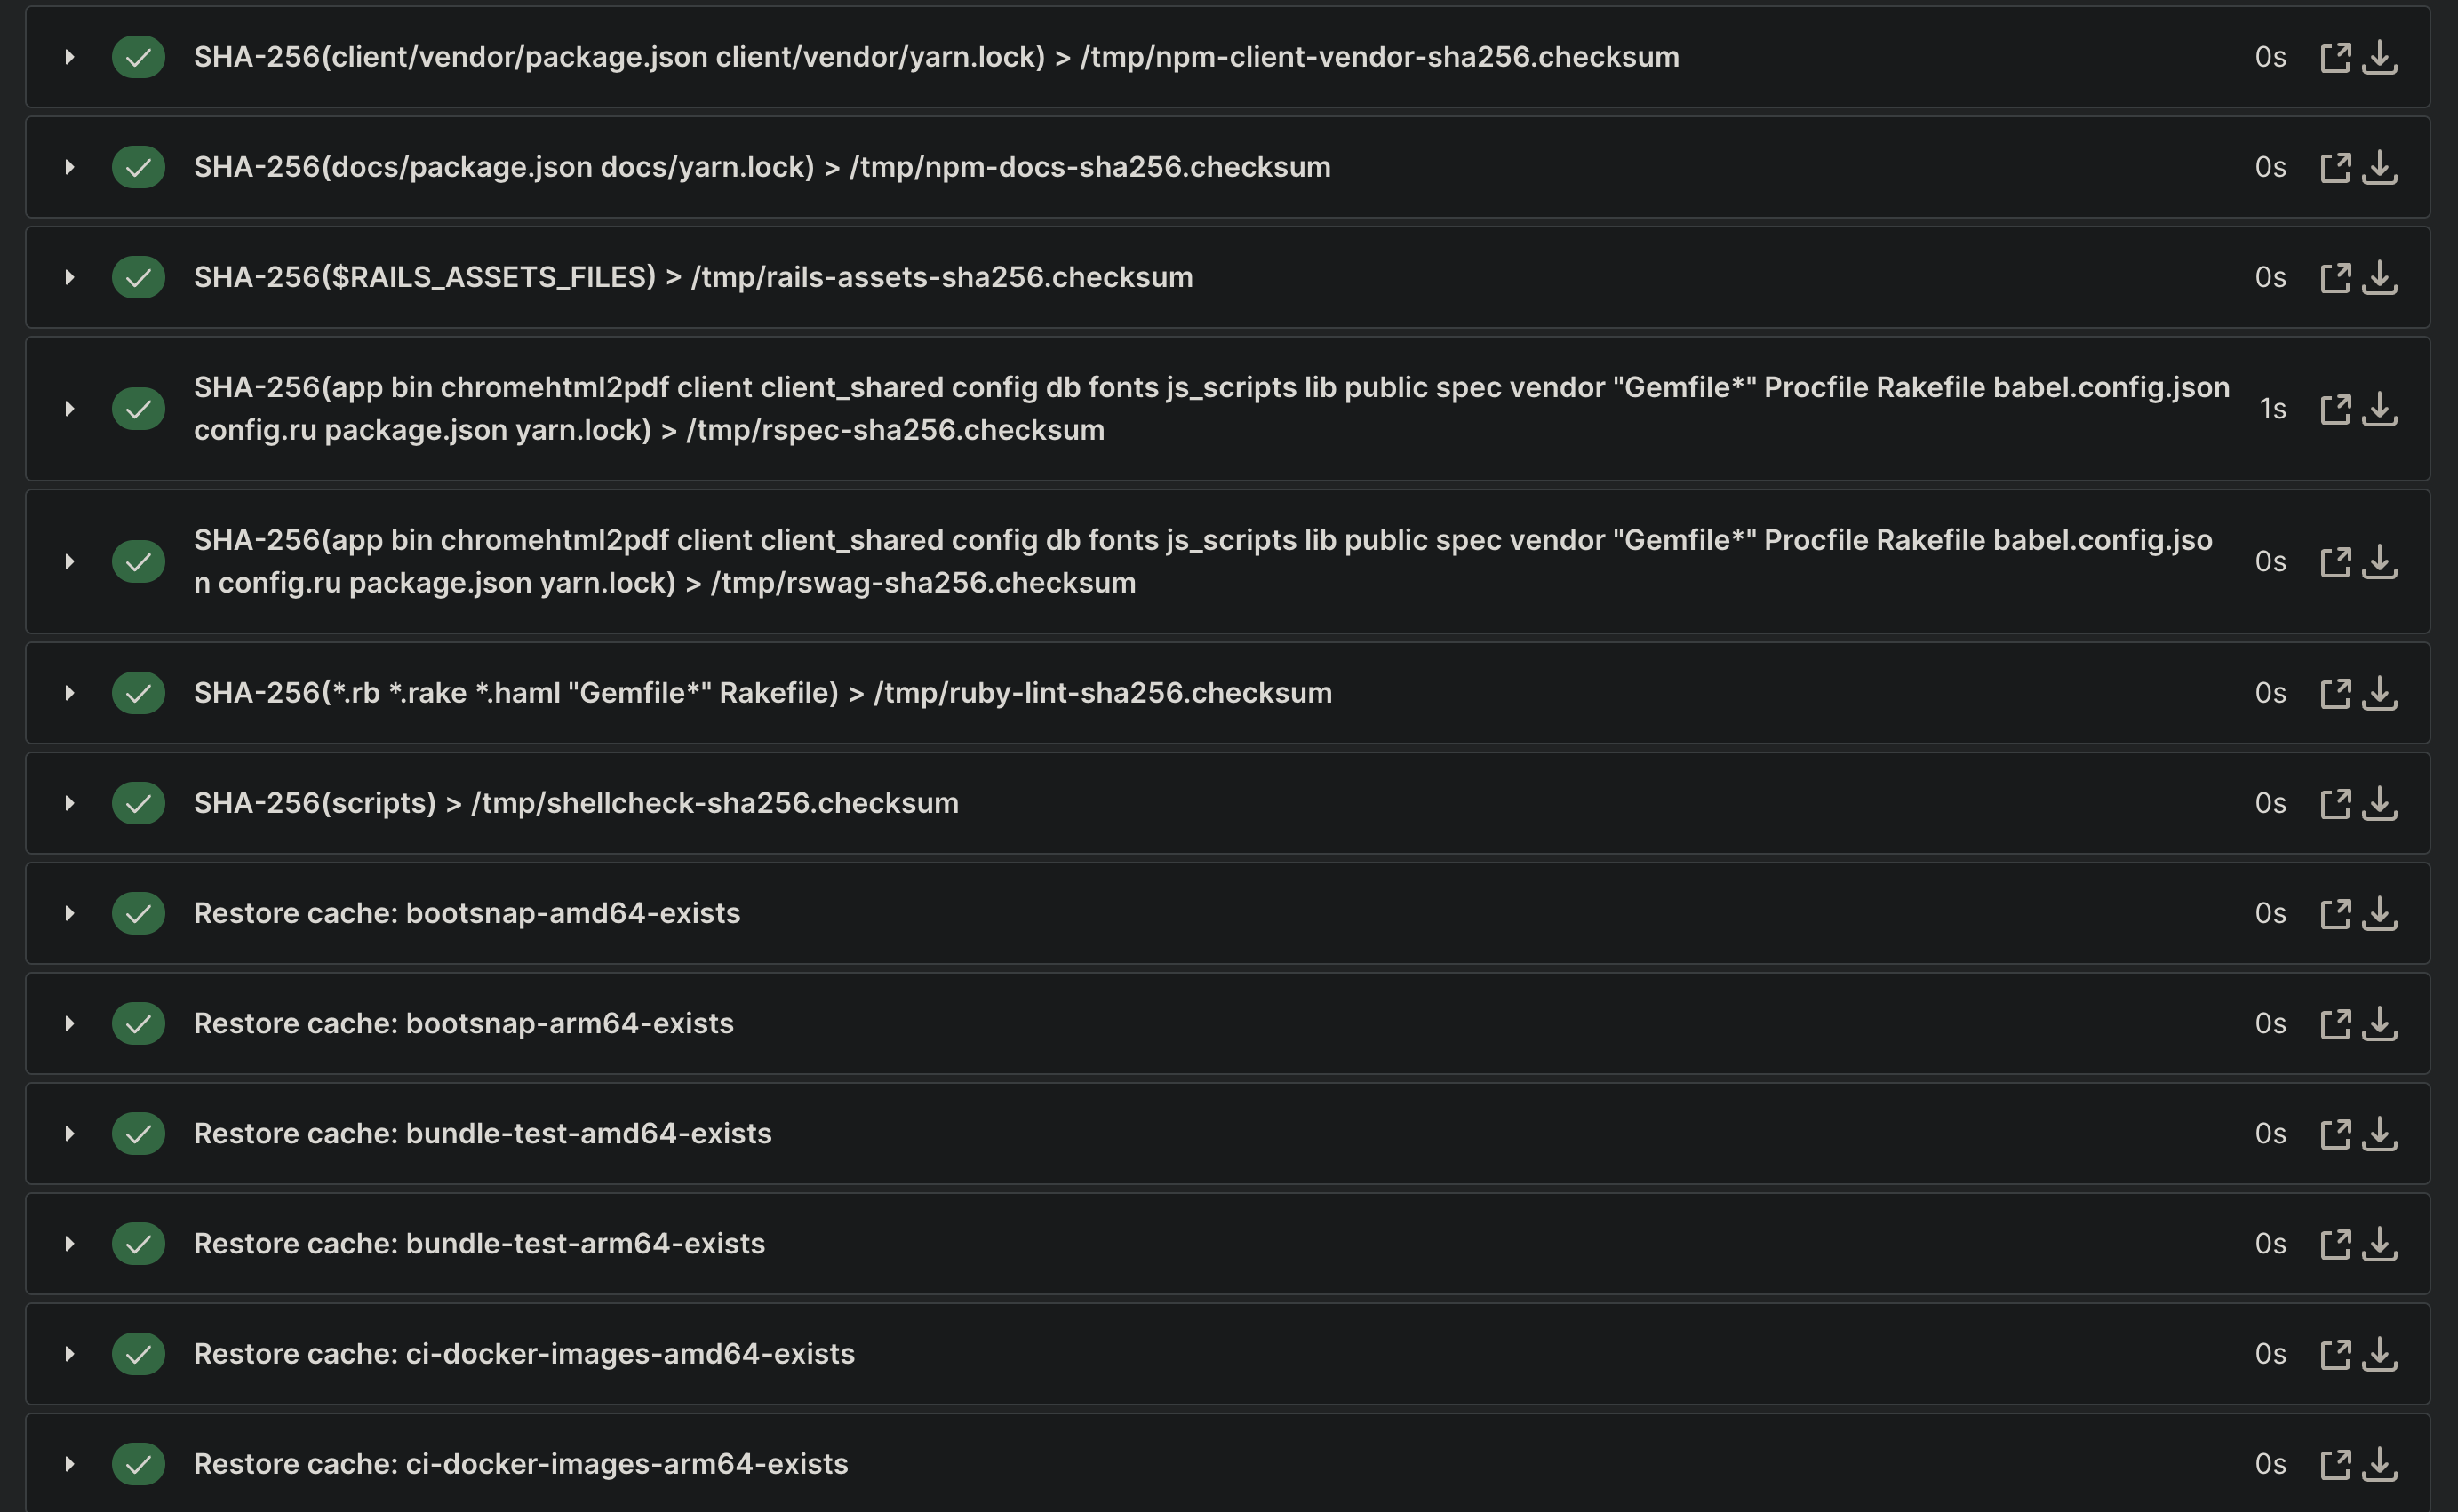 SHA-256(client/vendor/package.json client/vendor/yarn.lock) > /tmp/npm-client-vendor-sha256.checksum 0s
SHA-256(docs/package.json docs/yarn.lock) > /tmp/npm-docs-sha256.checksum 0s
SHA-256($RAILS_ASSETS_FILES) > /tmp/rails-assets-sha256.checksum 0s
SHA-256(app bin chromehtml2pdf client client_shared config db fonts js_scripts lib public spec vendor "Gemfile*" Procfile Rakefile babel.config.json
config.ru package.json yarn.lock) > /tmp/rspec-sha256.checksum 1s
SHA-256(app bin chromehtml2pdf client client_shared config db fonts js_scripts lib public spec vendor "Gemfile*" Procfile Rakefile babel.config.jso
n config.ru package.json yarn.lock) > /tmp/rswag-sha256.checksum 0s
SHA-256(*.rb *.rake *.haml "Gemfile*" Rakefile) > /tmp/ruby-lint-sha256.checksum 0s
SHA-256(scripts) > /tmp/shellcheck-sha256.checksum 0s
Restore cache: bootsnap-amd64-exists 0s
Restore cache: bootsnap-arm64-exists 0s
Restore cache: bundle-test-amd64-exists 0s
Restore cache: bundle-test-arm64-exists 0s
Restore cache: ci-docker-images-amd64-exists 0s
Restore cache: ci-docker-images-arm64-exists 0s